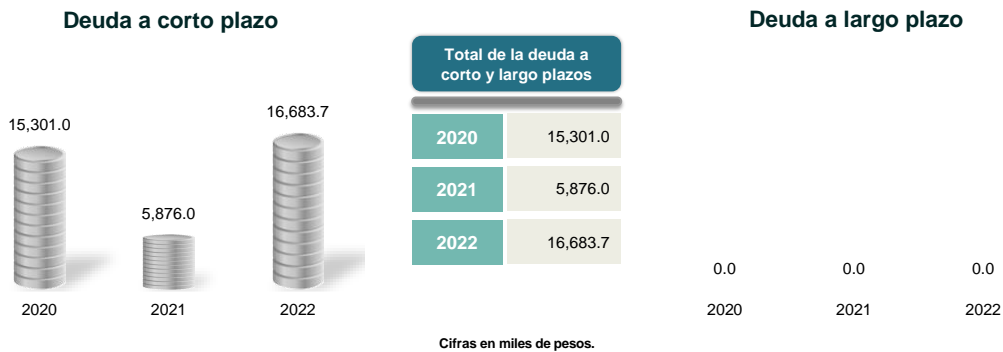 Deuda a corto plazo
15,301.0
5,876.0
16,683.7
2020
2021
2022
Total de la deuda a
corto y largo plazos
2020 15,301.0
2021 5,876.0
2022 16,683.7
Cifras en miles de pesos.
Deuda a largo plazo
0.0 0.0 0.0
2020 2021 2022